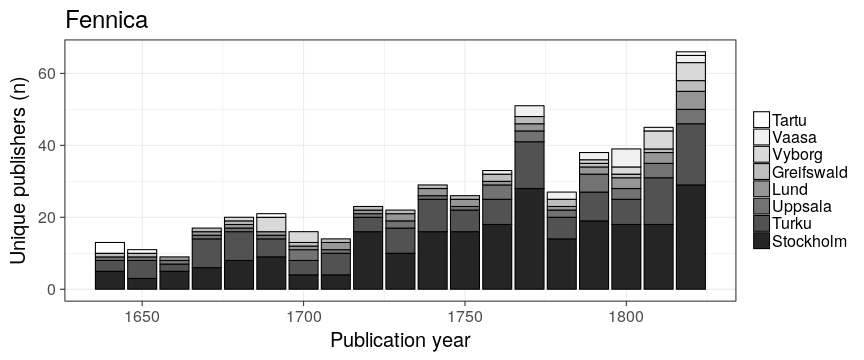 Fennica
Unique publishers (n)
60
40
20
0
1650
1700
1750
1800
Publication year
Tartu
Vaasa
Vyborg
Greifswald
Lund
Uppsala
Turku
Stockholm